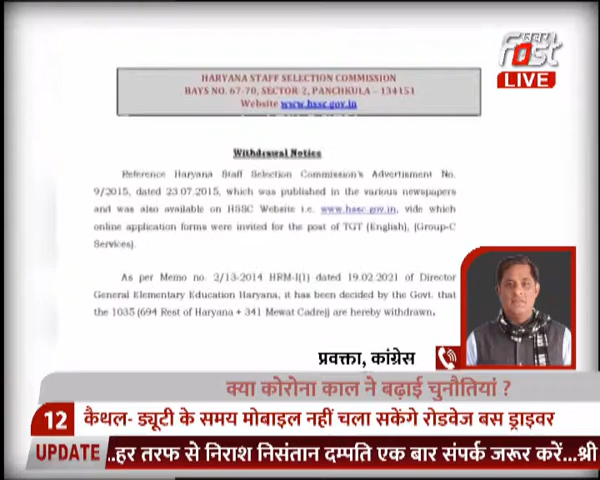 खबर
fast
LIVE
HARYANA STAFF SELECTION COMMISSION
BAYS NO. 67-70, SECTOR 2, PANCHKULA – 134151
Website www.hssc.gov.in
Withdrawal Notice
Reference Haryana Staff Selection Commission's Advertisment No.
9/2015, dated 23.07.2015, which was published in the various newspapers
and was also available on HSSC Website i.e. www.hssc.gov.in, vide which
online application forms were invited for the post of TGT (English), (Group-C
Services).
As per Memo no. 2/13-2014 HRM-I(1) dated 19.02.2021 of Director
General Elementary Education Haryana, it has been decided by the Govt. that
the 1035 (694 Rest of Haryana + 341 Mewat Cadre)) are hereby withdrawn.
प्रवक्ता, कांग्रेस
क्या कोरोना काल ने बढ़ाई चुनौतियां ?
12 कैथल- ड्यूटी के समय मोबाइल नहीं चला सकेंगे रोडवेज बस ड्राइवर
UPDATE ..हर तरफ से निराश निसंतान दम्पति एक बार संपर्क जरूर करें...श्री